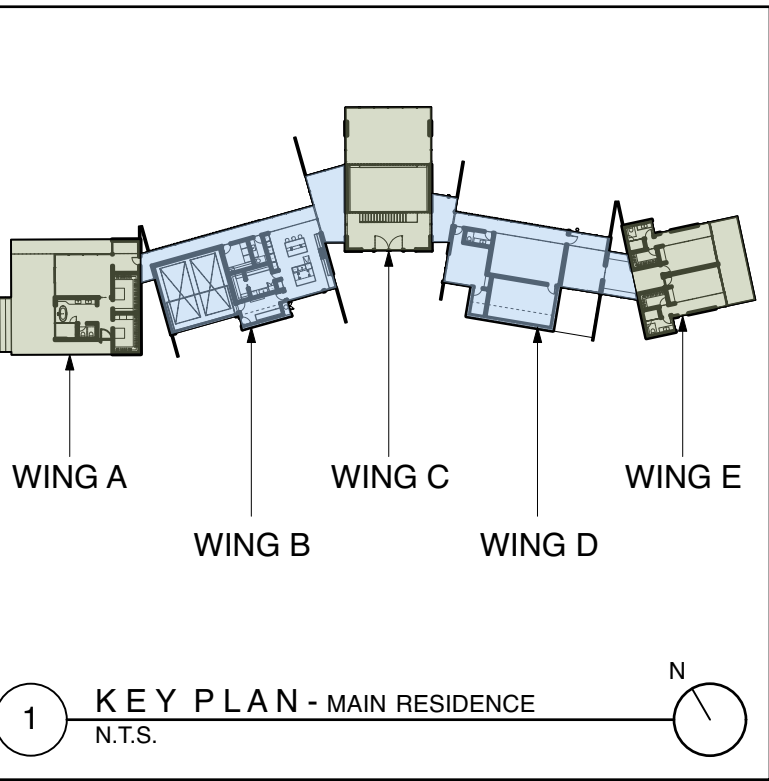 WING A
WING C
WING E
WING B
WING D
N
1
KEY PLAN - MAIN RESIDENCE
N.T.S.